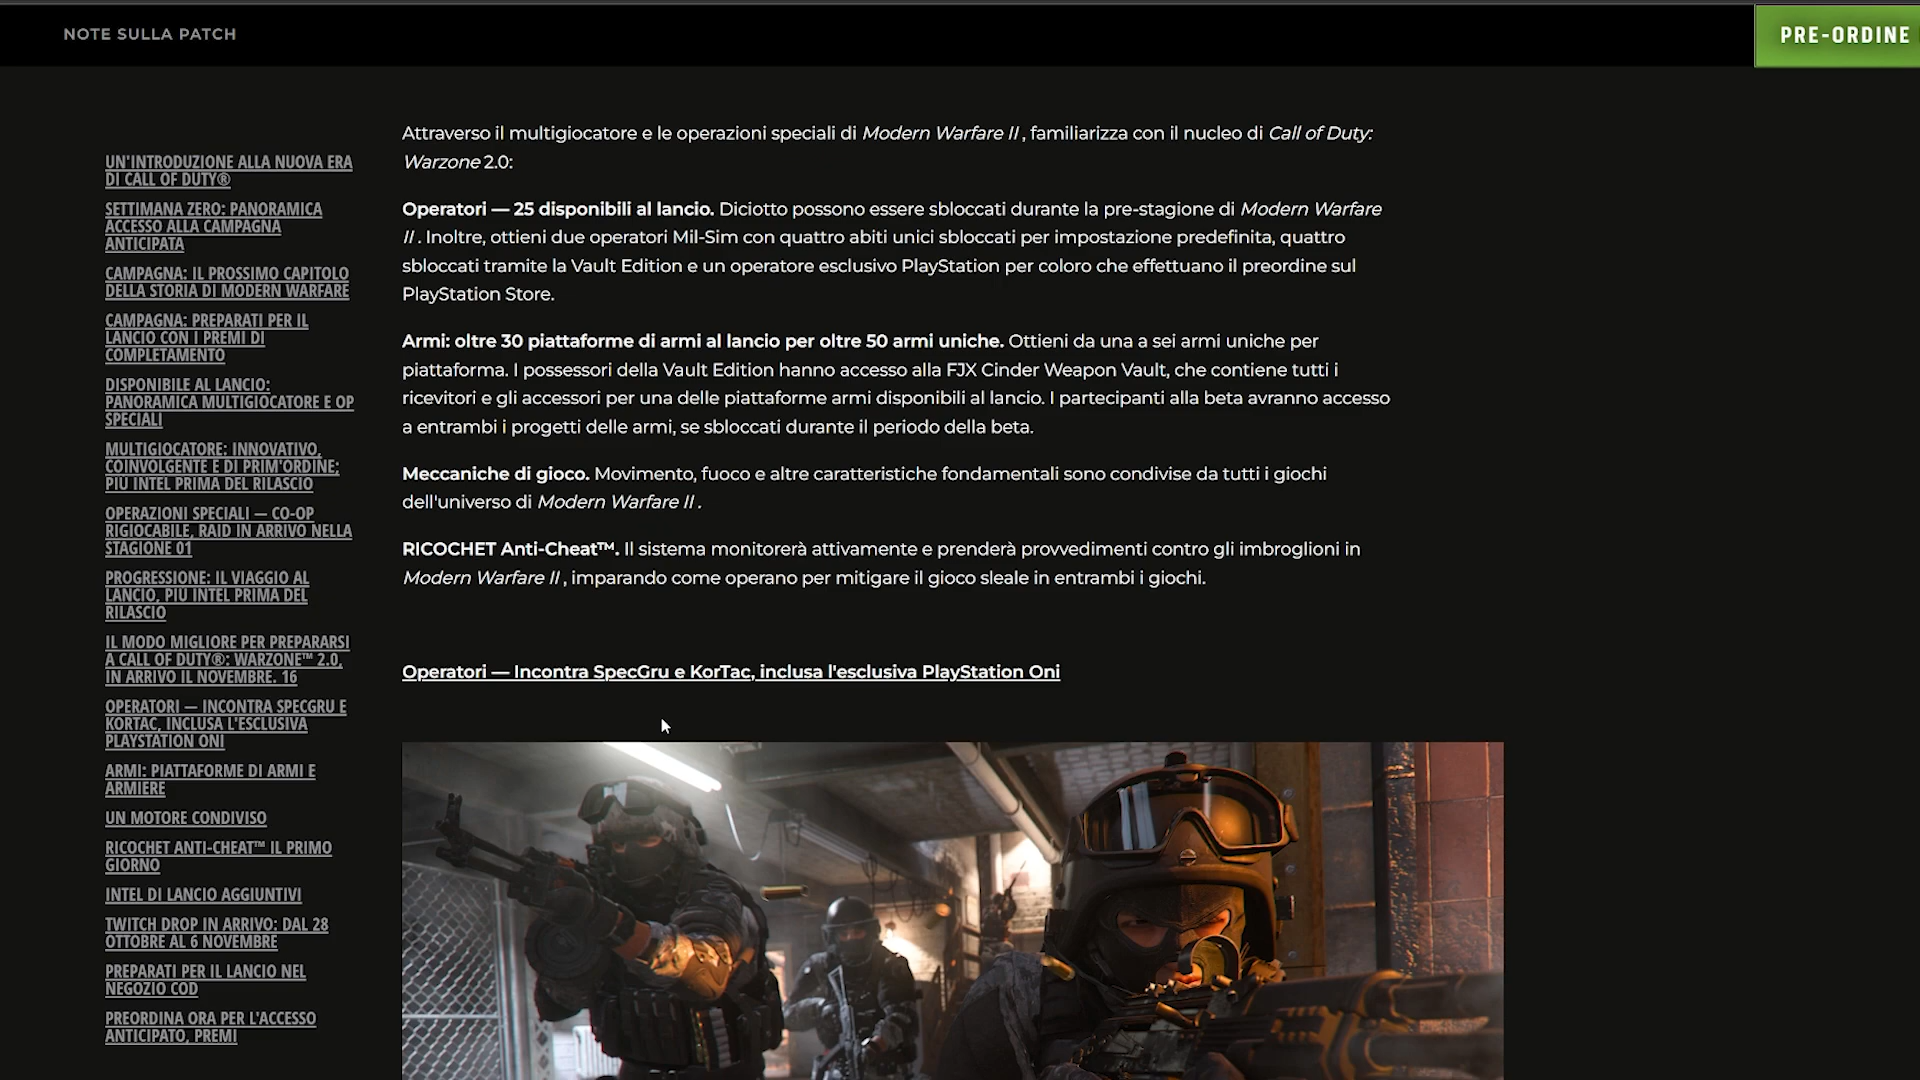 NOTE SULLA PATCH
PRE-ORDINE
UN'INTRODUZIONE ALLA NUOVA ERA
DI CALL OF DUTY®
SETTIMANA ZERO: PANORAMICA
ACCESSO ALLA CAMPAGNA
ANTICIPATA
CAMPAGNA: IL PROSSIMO CAPITOLO
DELLA STORIA DI MODERN WARFARE
CAMPAGNA: PREPARATI PER IL
LANCIO CON I PREMI DI
COMPLETAMENTO
DISPONIBILE AL LANCIO:
PANORAMICA MULTIGIOCATORE E OP
SPECIALI
MULTIGIOCATORE: INNOVATIVO,
COINVOLGENTE E DI PRIM'ORDINE;
PIÙ INTEL PRIMA DEL RILASCIO
OPERAZIONI SPECIALI — CO-OP
RIGIOCABILE, RAID IN ARRIVO NELLA
STAGIONE 01
PROGRESSIONE: IL VIAGGIO AL
LANCIO, PIÙ INTEL PRIMA DEL
RILASCIO
IL MODO MIGLIORE PER PREPARARSI
A CALL OF DUTY®: WARZONE™ 2.0,
IN ARRIVO IL NOVEMBRE. 16
OPERATORI — INCONTRA SPECGRU E
KORTAC, INCLUSA L'ESCLUSIVA
PLAYSTATION ONI
ARMI: PIATTAFORME DI ARMI E
ARMIERE
UN MOTORE CONDIVISO
RICOCHET ANTI-CHEAT™ IL PRIMO
GIORNO
INTEL DI LANCIO AGGIUNTIVI
TWITCH DROP IN ARRIVO: DAL 28
OTTOBRE AL 6 NOVEMBRE
PREPARATI PER IL LANCIO NEL
NEGOZIO COD
PREORDINA ORA PER L'ACCESSO
ANTICIPATO, PREMI
Attraverso il multigiocatore e le operazioni speciali di Modern Warfare II , familiarizza con il nucleo di Call of Duty:
Warzone 2.0:
Operatori — 25 disponibili al lancio. Diciotto possono essere sbloccati durante la pre-stagione di Modern Warfare
II . Inoltre, ottieni due operatori Mil-Sim con quattro abiti unici sbloccati per impostazione predefinita, quattro
sbloccati tramite la Vault Edition e un operatore esclusivo PlayStation per coloro che effettuano il preordine sul
PlayStation Store.
Armi: oltre 30 piattaforme di armi al lancio per oltre 50 armi uniche. Ottieni da una a sei armi uniche per
piattaforma. I possessori della Vault Edition hanno accesso alla FJX Cinder Weapon Vault, che contiene tutti i
ricevitori e gli accessori per una delle piattaforme armi disponibili al lancio. I partecipanti alla beta avranno accesso
a entrambi i progetti delle armi, se sbloccati durante il periodo della beta.
Meccaniche di gioco. Movimento, fuoco e altre caratteristiche fondamentali sono condivise da tutti i giochi
dell'universo di Modern Warfare II .
RICOCHET Anti-Cheat™. Il sistema monitorerà attivamente e prenderà provvedimenti contro gli imbroglioni in
Modern Warfare II , imparando come operano per mitigare il gioco sleale in entrambi i giochi.
Operatori — Incontra SpecGru e KorTac, inclusa l'esclusiva PlayStation Oni